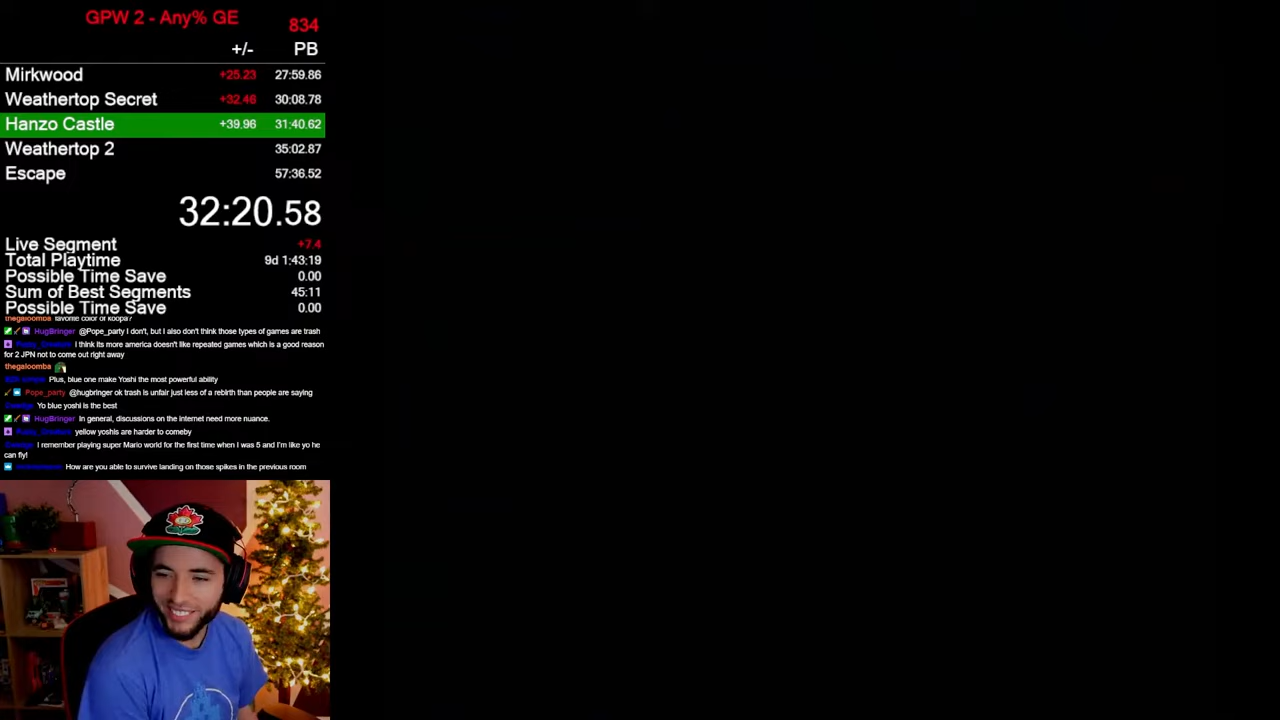 GPW 2 - Any% GE
834
+/- PB
Mirkwood +25.23 27:59.86
Weathertop Secret +32.46 30:08.78
Hanzo Castle +39.96 31:40.62
Weathertop 2 35:02.87
Escape 57:36.52
32:20.58
Live Segment +7.4
Total Playtime 9d 1:43:19
Possible Time Save 0.00
Sum of Best Segments 45:11
Possible Time Save 0.00
thegaloomba favorite color of koopa?
HugBringer @Pope_party I don't, but I also don't think those types of games are trash
I think its more america doesn't like repeated games which is a good reason
for 2 JPN not to come out right away
thegaloomba
Plus, blue one make Yoshi the most powerful ability
Pope_party @hugbringer ok trash is unfair just less of a rebirth than people are saying
Yo blue yoshi is the best
HugBringer In general, discussions on the internet need more nuance.
yellow yoshis are harder to comeby
I remember playing super Mario world for the first time when I was 5 and I'm like yo he
can fly!
How are you able to survive landing on those spikes in the previous room